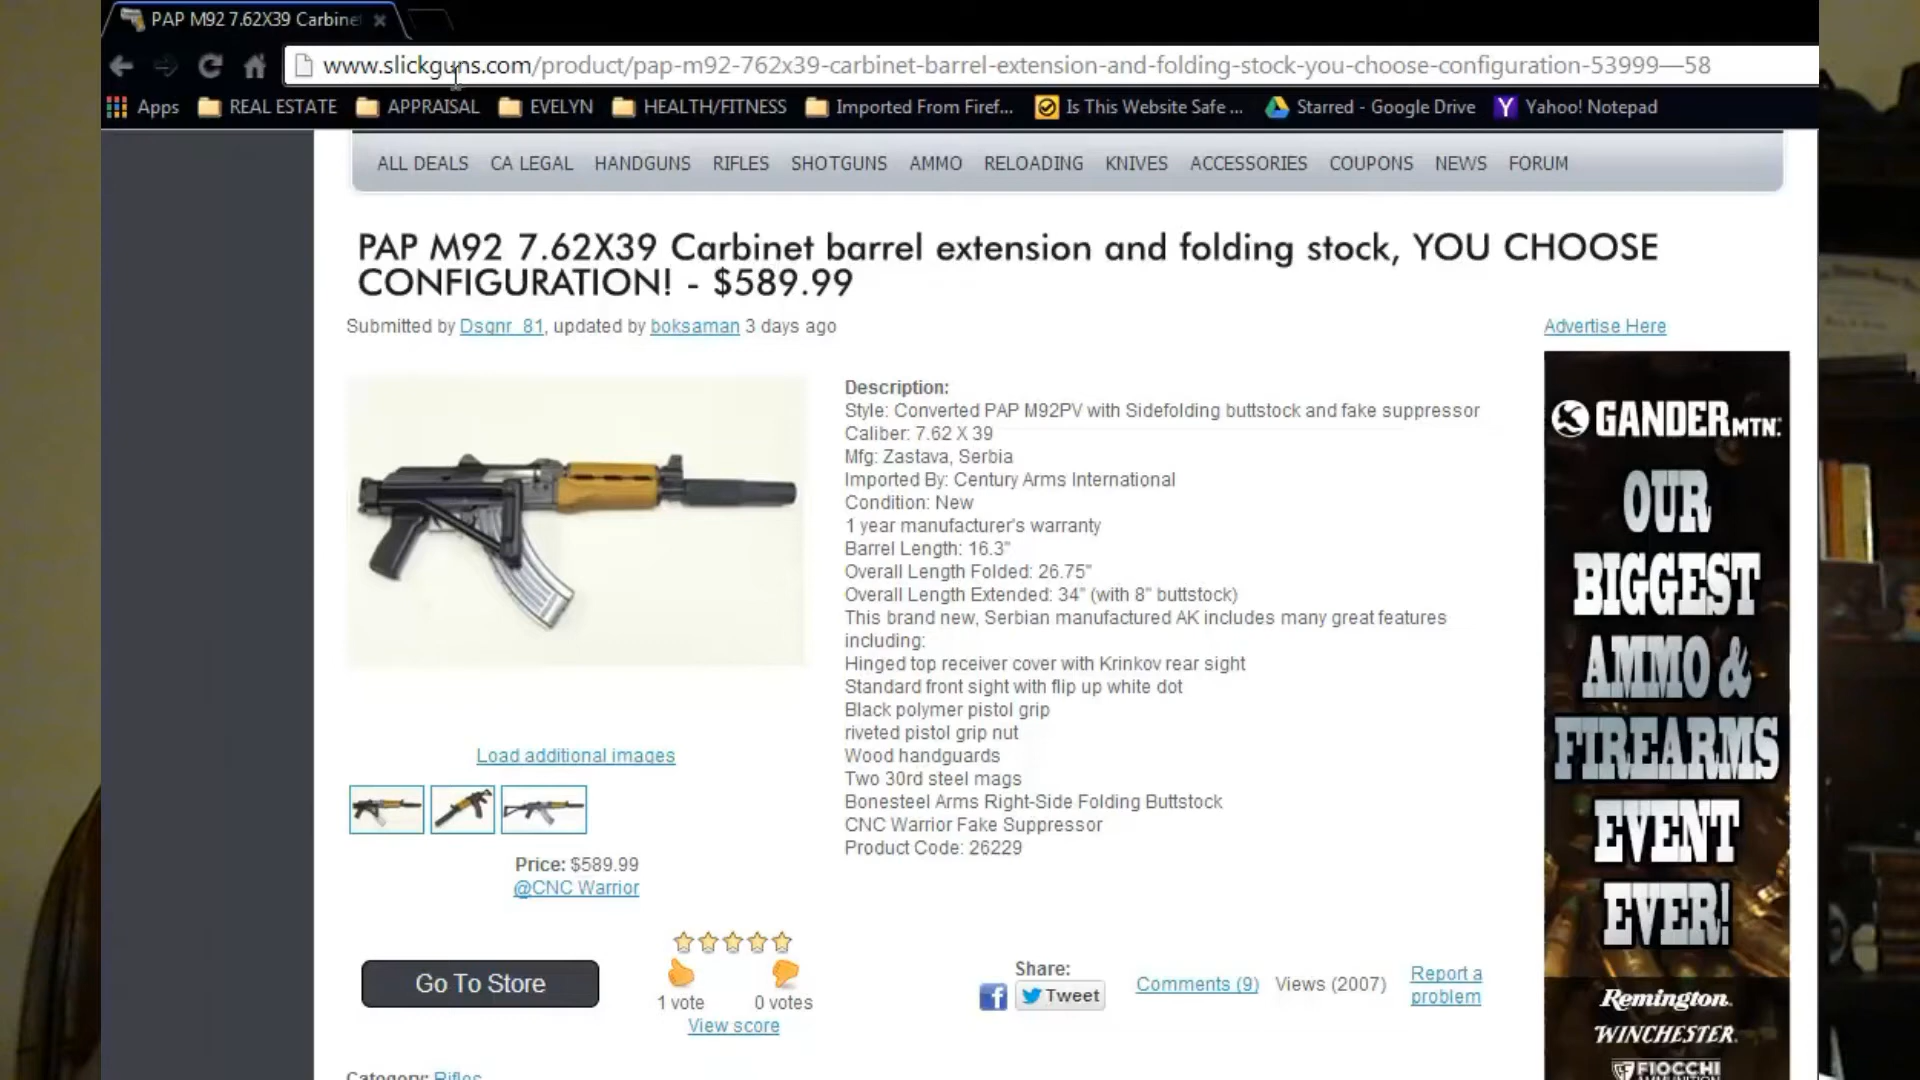 PAP M92 7.62X39 Carbine
www.slickguns.com/product/pap-m92-762x39-carbinet-barrel-extension-and-folding-stock-you-choose-configuration-53999—58
Apps REAL ESTATE APPRAISAL EVELYN HEALTH/FITNESS Imported From Firef... Is This Website Safe ... Starred - Google Drive Yahoo! Notepad
ALL DEALS CA LEGAL HANDGUNS RIFLES SHOTGUNS AMMO RELOADING KNIVES ACCESSORIES COUPONS NEWS FORUM
PAP M92 7.62X39 Carbinet barrel extension and folding stock, YOU CHOOSE
CONFIGURATION! - $589.99
Submitted by Dsgnr_81, updated by boksaman 3 days ago
Advertise Here
Description:
Style: Converted PAP M92PV with Sidefolding buttstock and fake suppressor
Caliber: 7.62 X 39
Mfg: Zastava, Serbia
Imported By: Century Arms International
Condition: New
1 year manufacturer's warranty
Barrel Length: 16.3"
Overall Length Folded: 26.75"
Overall Length Extended: 34" (with 8" buttstock)
This brand new, Serbian manufactured AK includes many great features
including:
Hinged top receiver cover with Krinkov rear sight
Standard front sight with flip up white dot
Black polymer pistol grip
riveted pistol grip nut
Wood handguards
Two 30rd steel mags
Bonesteel Arms Right-Side Folding Buttstock
CNC Warrior Fake Suppressor
Product Code: 26229
Load additional images
Price: $589.99
@CNC Warrior
Go To Store
1 vote 0 votes
View score
Share:
Tweet
Comments (9) Views (2007)
Report a
problem
GANDER MTN.
OUR
BIGGEST
AMMO &
FIREARMS
EVENT
EVER!
Remington.
WINCHESTER.
FIOCCHI
Category: Rifles